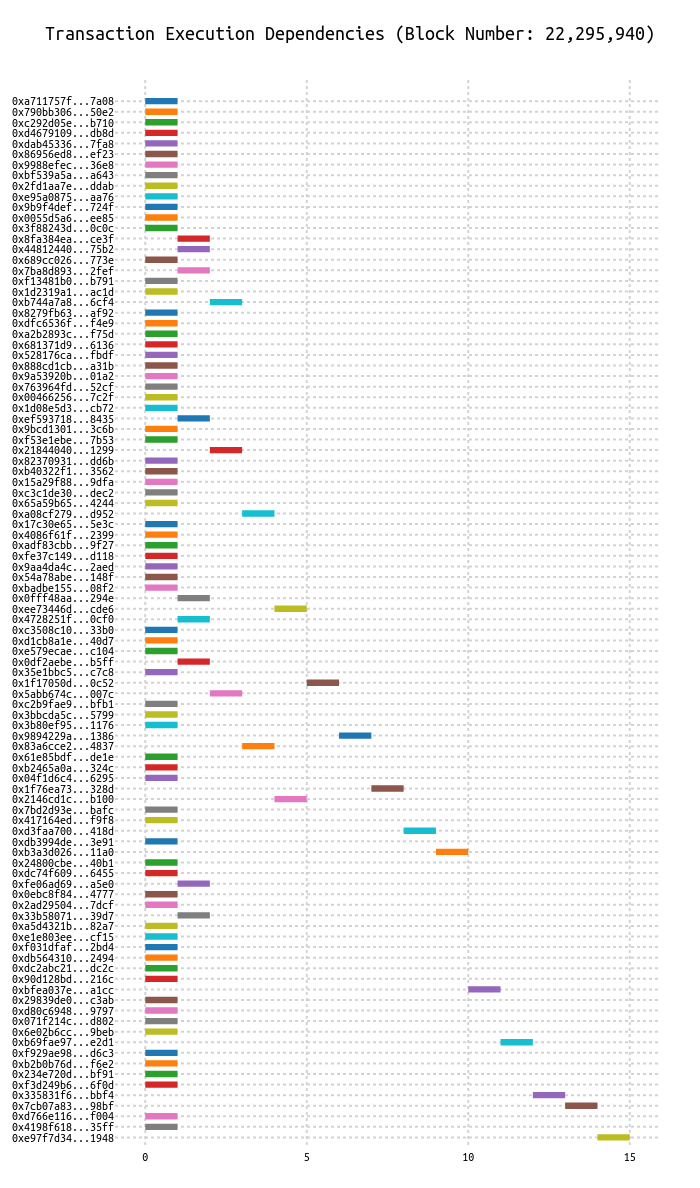 Transaction Execution Dependencies (Block Number: 22,295,940)
0xa711757f...7a08
0x790bb306...50e2
0xc292d05e...b710
0xd4679109...db8d
0xdab45336...7fa8
0x86956ed8...ef23
0x9988efec...36e8
0xbf539a5a...a643
0x2fd1aa7e...ddab
0xe95a0875...aa76
0x9b9f4def...724f
0x0055d5a6...ee85
0x3f88243d...0c0c
0x8fa384ea...ce3f
0x44812440...75b2
0x689cc026...773e
0x7ba8d893...2fef
0xf13481b0...b791
0x1d2319a1...ac1d
0xb744a7a8...6cf4
0x8279fb63...af92
0xdfc6536f...f4e9
0xa2b2893c...f75d
0x681371d9...6136
0x528176ca...fbdf
0x888cd1cb...a31b
0x9a53920b...01a2
0x763964fd...52cf
0x00466256...7c2f
0x1d08e5d3...cb72
0xef593718...8435
0x9bcd1301...3c6b
0xf53e1ebe...7b53
0x21844040...1299
0x82370931...dd6b
0xb40322f1...3562
0x15a29f88...9dfa
0xc3c1de30...dec2
0x65a59b65...4244
0xa08cf279...d952
0x17c30e65...5e3c
0x4086f61f...2399
0xadf83cbb...9f27
0xfe37c149...d118
0x9aa4da4c...2aed
0x54a78abe...148f
0xbadbe155...08f2
0x0fff48aa...294e
0xee73446d...cde6
0x4728251f...0cf0
0xc3508c10...33b0
0xd1cb8a1e...40d7
0xe579ecae...c104
0x0df2aebe...b5ff
0x35e1bbc5...c7c8
0x1f17050d...0c52
0x5abb674c...007c
0xc2b9fae9...bfb1
0x3bbcda5c...5799
0x3b80ef95...1176
0x9894229a...1386
0x83a6cce2...4837
0x61e85bdf...de1e
0xb2465a0a...324c
0x04f1d6c4...6295
0x1f76ea73...328d
0x2146cd1c...b100
0x7bd2d93e...bafc
0x417164ed...f9f8
0xd3faa700...418d
0xdb3994de...3e91
0xb3a3d026...11a0
0x24800cbe...40b1
0xdc74f609...6455
0xfe06ad69...a5e0
0x0ebc8f84...4777
0x2ad29504...7dcf
0x33b58071...39d7
0xa5d4321b...82a7
0xe1e803ee...cf15
0xf031dfaf...2bd4
0xdb564310...2494
0xdc2abc21...dc2c
0x90d128bd...216c
0xbfea037e...a1cc
0x29839de0...c3ab
0xd80c6948...9797
0x071f214c...d802
0x6e02b6cc...9beb
0xb69fae97...e2d1
0xf929ae98...d6c3
0xb2b0b76d...f6e2
0x234e720d...bf91
0xf3d249b6...6f0d
0x335831f6...bbf4
0x7cb07a83...98bf
0xd766e116...f004
0x4198f618...35ff
0xe97f7d34...1948
0 5 10 15